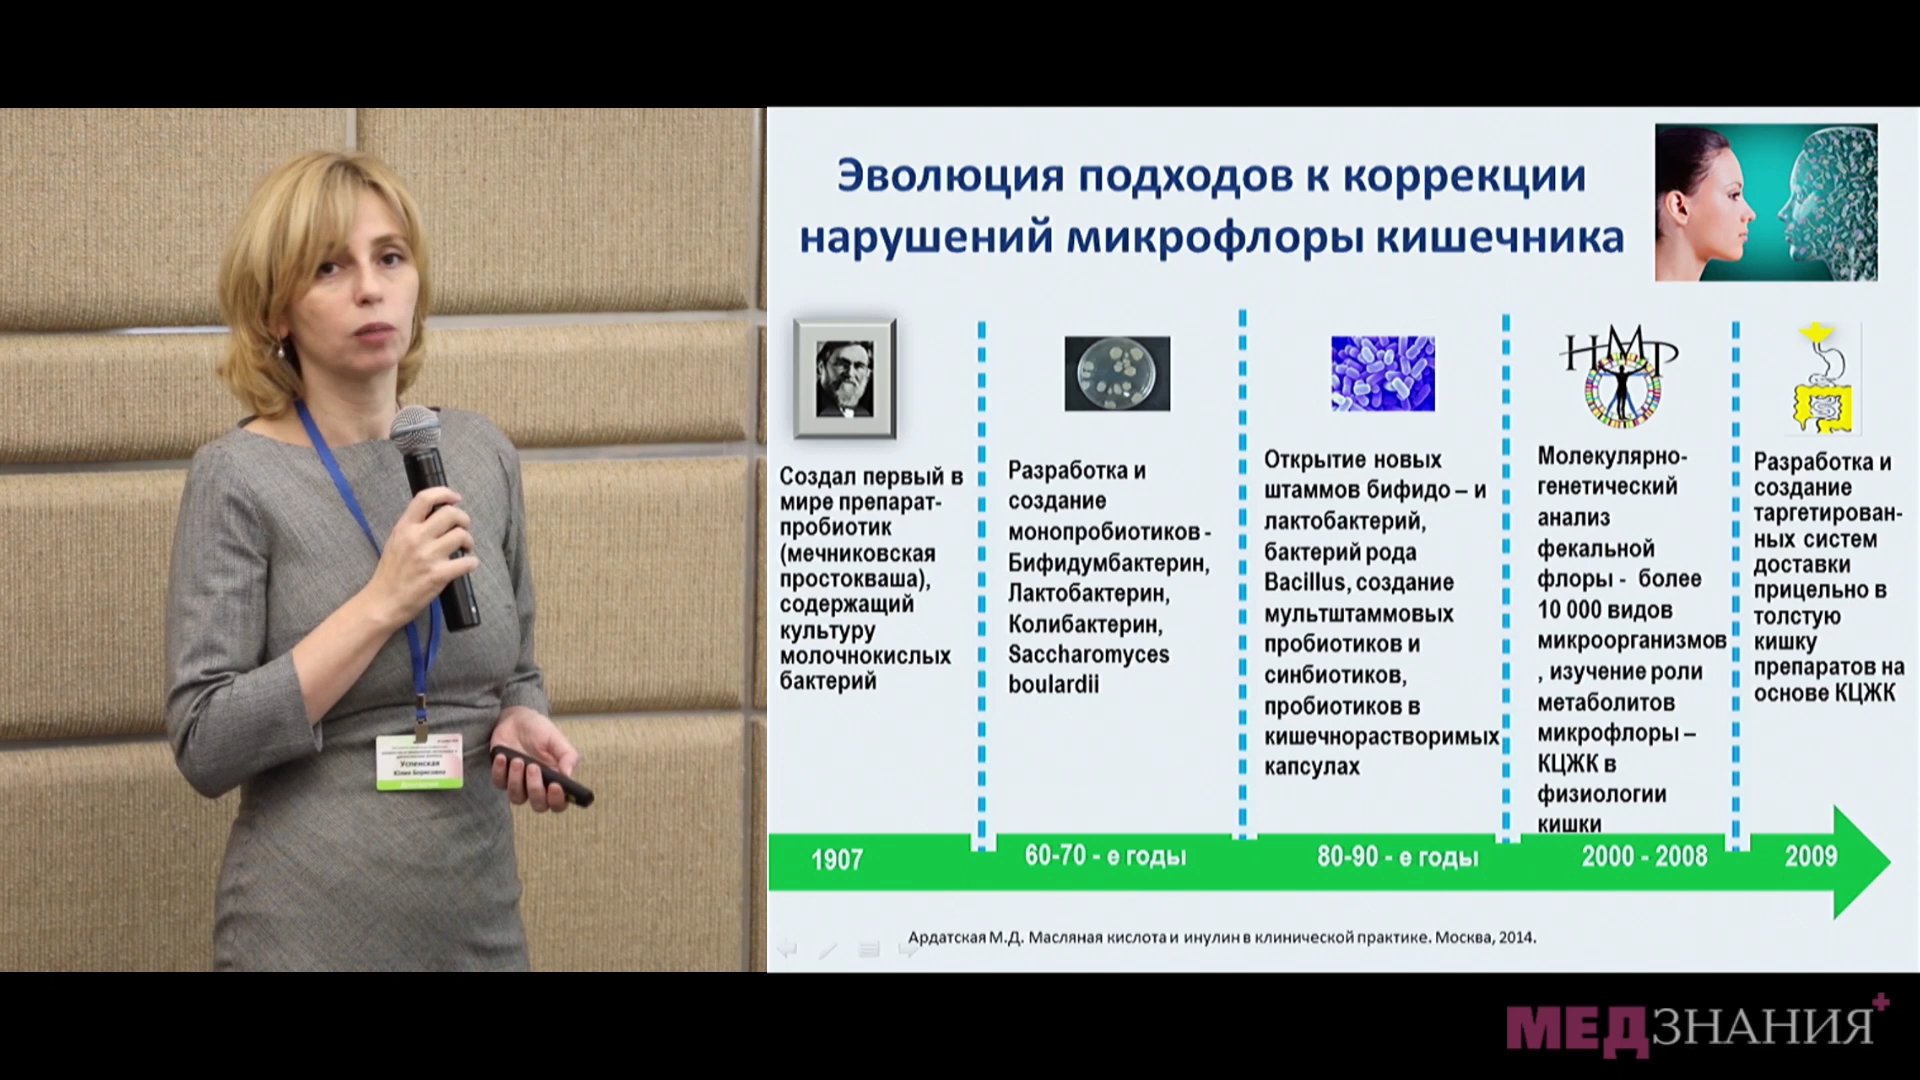 Эволюция подходов к коррекции
нарушений микрофлоры кишечника
HMP
Создал первый в
мире препарат-
пробиотик
(мечниковская
простокваша),
содержащий
культуру
молочнокислых
бактерий
Разработка и
создание
монопробиотиков -
Бифидумбактерин,
Лактобактерин,
Колибактерин,
Saccharomyces
boulardii
Открытие новых
штаммов бифидо – и
лактобактерий,
бактерий рода
Bacillus, создание
мультштаммовых
пробиотиков и
синбиотиков,
пробиотиков в
кишечнорастворимых
капсулах
Молекулярно-
генетический
анализ
фекальной
флоры - более
10 000 видов
микроорганизмов
, изучение роли
метаболитов
микрофлоры –
КЦЖК в
физиологии
кишки
Разработка и
создание
таргетирован-
ных систем
доставки
прицельно в
толстую
кишку
препаратов на
основе КЦЖК
1907
60-70 - е годы
80-90 - е годы
2000 - 2008
2009
Ардатская М.Д. Масляная кислота и инулин в клинической практике. Москва, 2014.
Успенская
Юлия Борисовна
МЕДЗНАНИЯ+